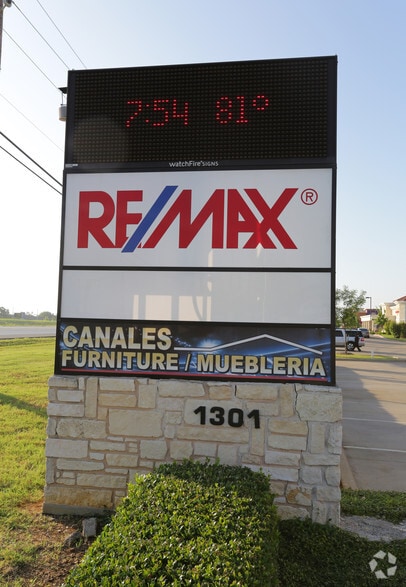 7:54 81°
watchFire®SIGNS
RE/MAX®
CANALES
FURNITURE / MUEBLERIA
1301